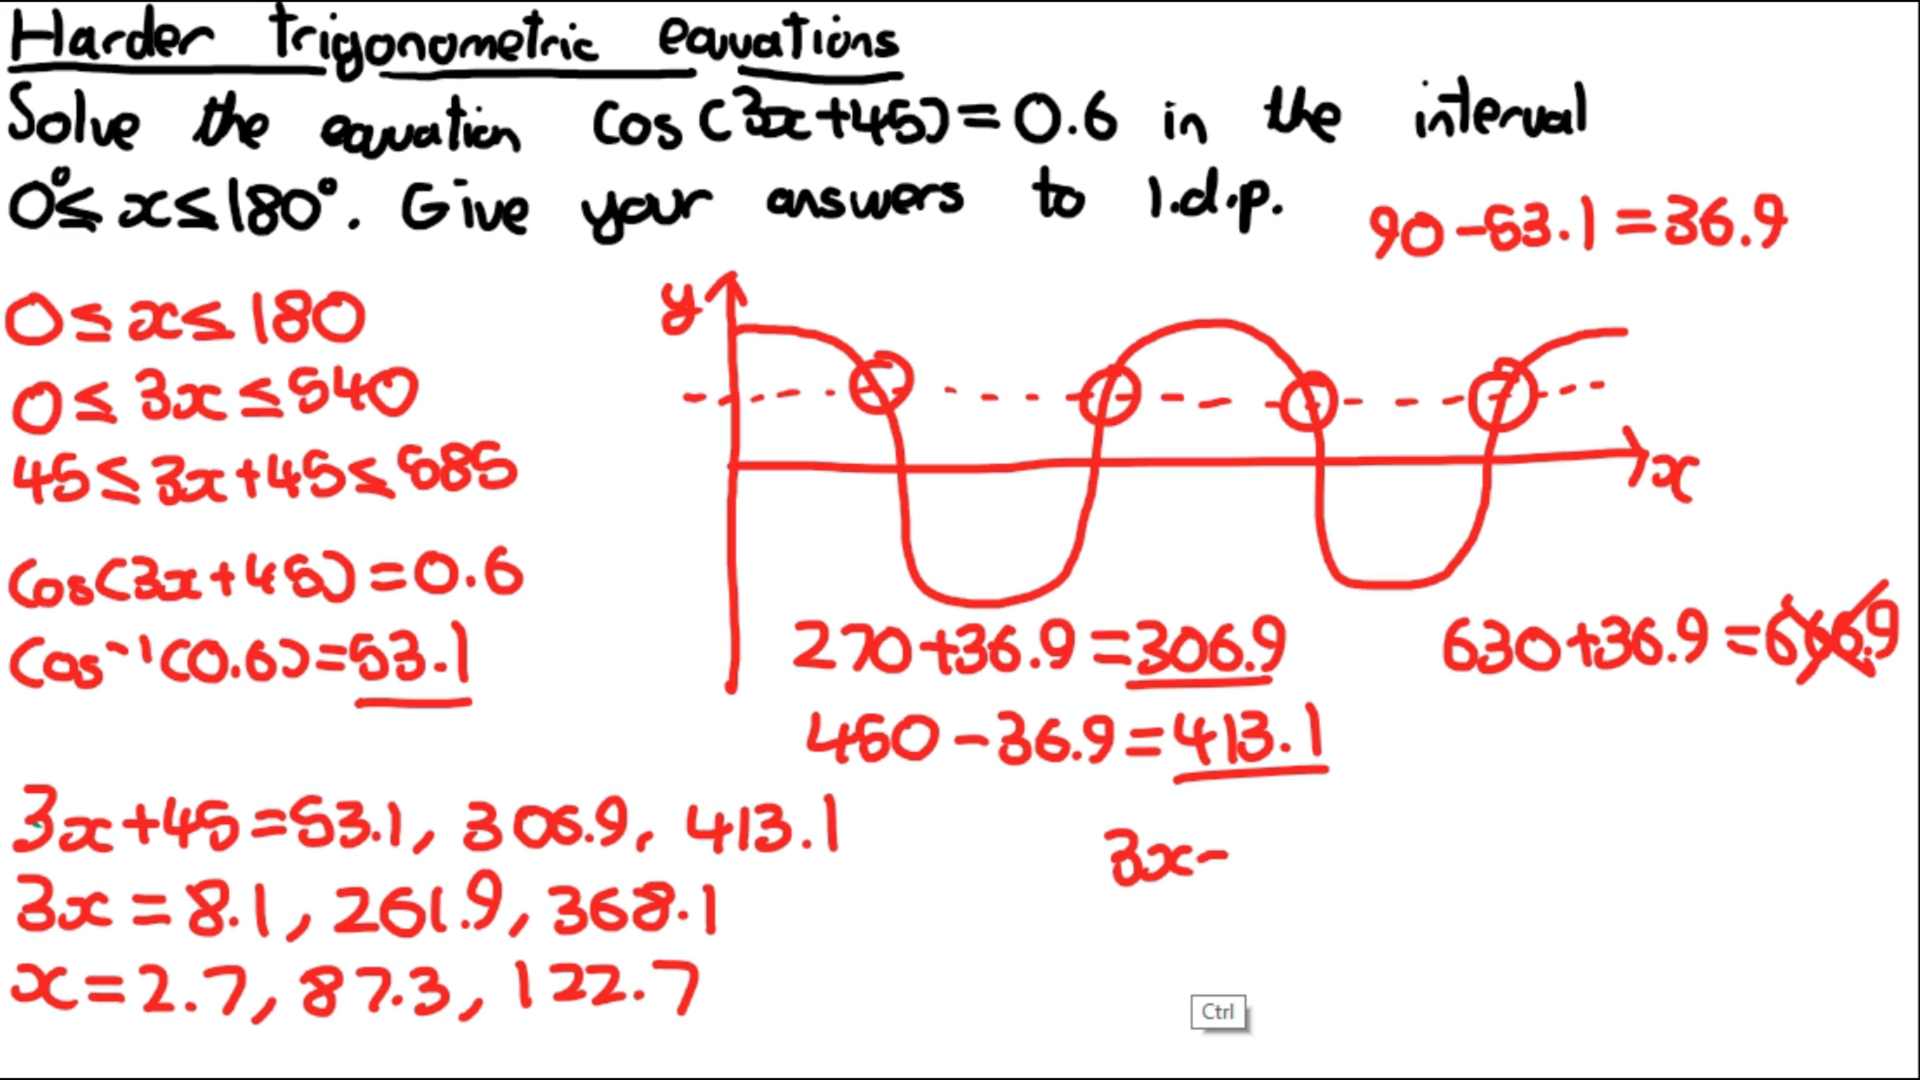 Harder trigonometric equations
Solve the equation cos(3x+45)=0.6 in the interval
0°≤x≤180°. Give your answers to 1.d.p.
90-53.1=36.9
0≤x≤180
0≤3x≤540
45≤3x+45≤585
cos(3x+45)=0.6
cos⁻¹(0.6)=53.1
y
x
270+36.9=306.9
630+36.9=666.9
450-36.9=413.1
3x+45=53.1, 306.9, 413.1
3x=8.1, 261.9, 368.1
x=2.7, 87.3, 122.7
3x-
Ctrl